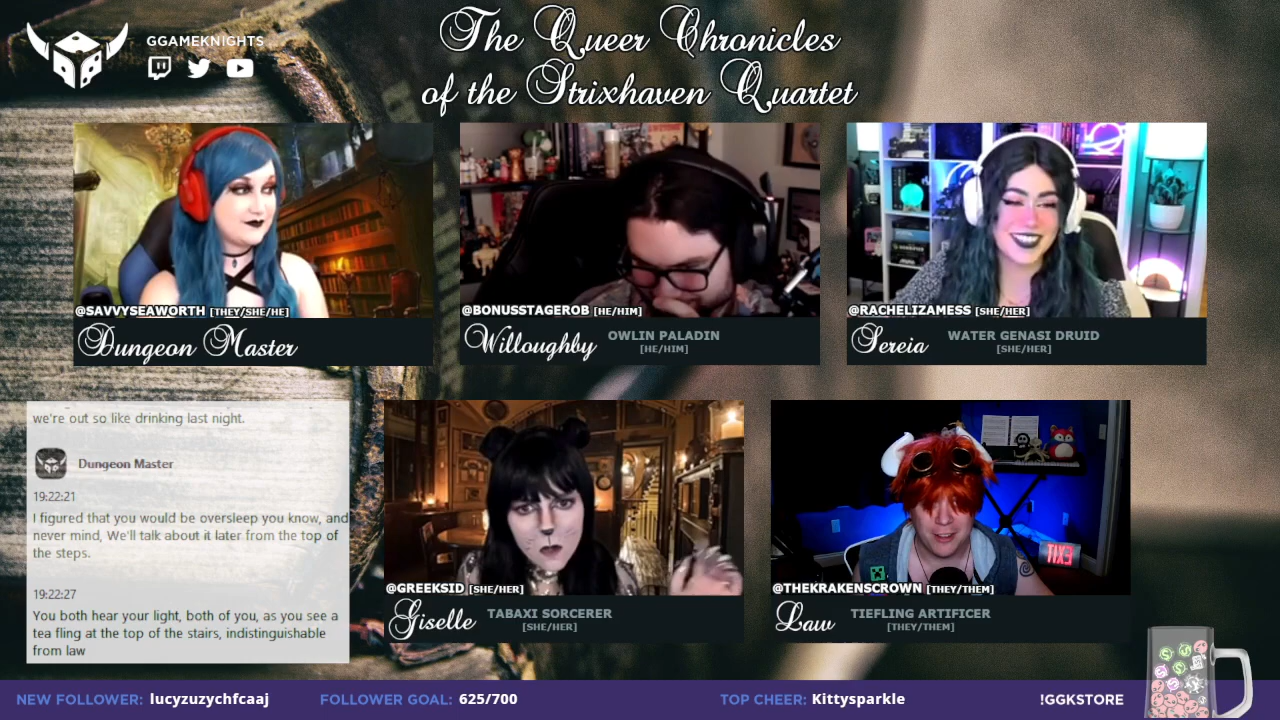 GGAMEKNIGHTS
The Queer Chronicles
of the Strixhaven Quartet
@SAVVYSEAWORTH [THEY/SHE/HE]
Dungeon Master
@BONUSSTAGEROB [HE/HIM]
Willoughby
OWLIN PALADIN
[HE/HIM]
@RACHELIZAMESS [SHE/HER]
Sereia
WATER GENASI DRUID
[SHE/HER]
we're out so like drinking last night.
Dungeon Master
19:22:21
I figured that you would be oversleep you know, and
never mind, We'll talk about it later from the top of
the steps.
19:22:27
You both hear your light, both of you, as you see a
tea fling at the top of the stairs, indistinguishable
from law
@GREEKSID [SHE/HER]
Giselle
TABAXI SORCERER
[SHE/HER]
EXIT
@THEKRAKENSCROWN [THEY/THEM]
Law
TIEFLING ARTIFICER
[THEY/THEM]
NEW FOLLOWER: lucyzuzychfcaaj
FOLLOWER GOAL: 625/700
TOP CHEER: Kittysparkle
!GGKSTORE